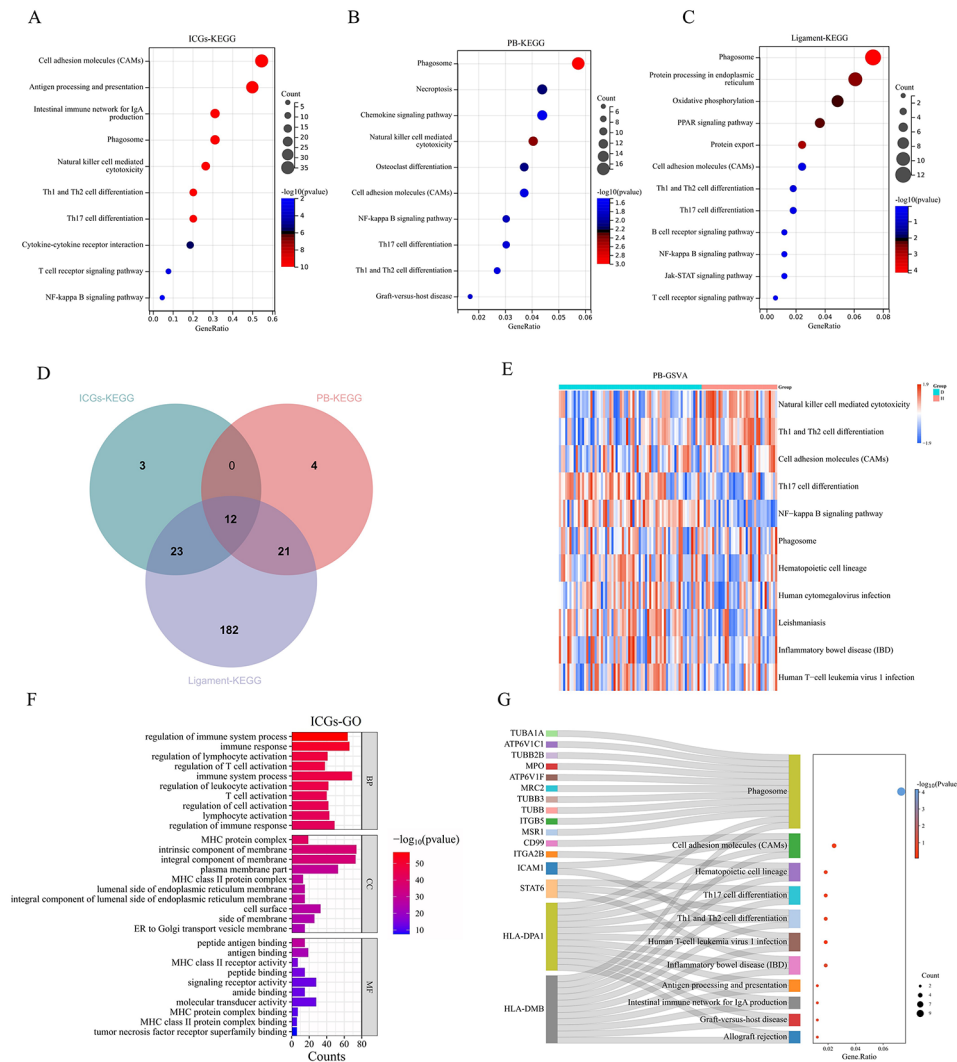 A
ICGs-KEGG
Cell adhesion molecules (CAMs)
Antigen processing and presentation
Intestinal immune network for IgA
production
Phagosome
Natural killer cell mediated
cytotoxicity
Th1 and Th2 cell differentiation
Th17 cell differentiation
Cytokine-cytokine receptor interaction
T cell receptor signaling pathway
NF-kappa B signaling pathway
0.0 0.1 0.2 0.3 0.4 0.5 0.6
GeneRatio
Count
5
10
15
20
25
30
35
-log10(pvalue)
2
4
6
8
10
B
PB-KEGG
Phagosome
Necroptosis
Chemokine signaling pathway
Natural killer cell mediated
cytotoxicity
Osteoclast differentiation
Cell adhesion molecules (CAMs)
NF-kappa B signaling pathway
Th17 cell differentiation
Th1 and Th2 cell differentiation
Graft-versus-host disease
0.02 0.03 0.04 0.05 0.06
GeneRatio
Count
6
8
10
12
14
16
-log10(pvalue)
1.6
1.8
2.0
2.2
2.4
2.6
2.8
3.0
C
Ligament-KEGG
Phagosome
Protein processing in endoplasmic
reticulum
Oxidative phosphorylation
PPAR signaling pathway
Protein export
Cell adhesion molecules (CAMs)
Th1 and Th2 cell differentiation
Th17 cell differentiation
B cell receptor signaling pathway
NF-kappa B signaling pathway
Jak-STAT signaling pathway
T cell receptor signaling pathway
0.00 0.02 0.04 0.06 0.08
GeneRatio
Count
2
4
6
8
10
12
-log10(pvalue)
1
2
3
4
D
ICGs-KEGG
PB-KEGG
3
0
4
12
23
21
182
Ligament-KEGG
E
PB-GSVA
Group
Natural killer cell mediated cytotoxicity
Th1 and Th2 cell differentiation
Cell adhesion molecules (CAMs)
Th17 cell differentiation
NF−kappa B signaling pathway
Phagosome
Hematopoietic cell lineage
Human cytomegalovirus infection
Leishmaniasis
Inflammatory bowel disease (IBD)
Human T−cell leukemia virus 1 infection
1.9
−1.9
Group
D
H
F
ICGs-GO
regulation of immune system process
immune response
regulation of lymphocyte activation
regulation of T cell activation
immune system process
regulation of leukocyte activation
T cell activation
regulation of cell activation
lymphocyte activation
regulation of immune response
BP
MHC protein complex
intrinsic component of membrane
integral component of membrane
plasma membrane part
MHC class II protein complex
lumenal side of endoplasmic reticulum membrane
integral component of lumenal side of endoplasmic reticulum membrane
cell surface
side of membrane
ER to Golgi transport vesicle membrane
CC
peptide antigen binding
antigen binding
MHC class II receptor activity
peptide binding
signaling receptor activity
amide binding
molecular transducer activity
MHC protein complex binding
MHC class II protein complex binding
tumor necrosis factor receptor superfamily binding
MF
0 20 40 60 80
Counts
−log10(pvalue)
50
40
30
20
10
G
TUBA1A
ATP6V1C1
TUBB2B
MPO
ATP6V1F
MRC2
TUBB3
TUBB
ITGB5
MSR1
CD99
ITGA2B
ICAM1
STAT6
HLA-DPA1
HLA-DMB
Phagosome
Cell adhesion molecules (CAMs)
Hematopoietic cell lineage
Th17 cell differentiation
Th1 and Th2 cell differentiation
Human T-cell leukemia virus 1 infection
Inflammatory bowel disease (IBD)
Antigen processing and presentation
Intestinal immune network for IgA production
Graft-versus-host disease
Allograft rejection
0.02 0.04 0.06
Gene.Ratio
-log10(Pvalue
4
3
2
1
Count
2
4
7
9